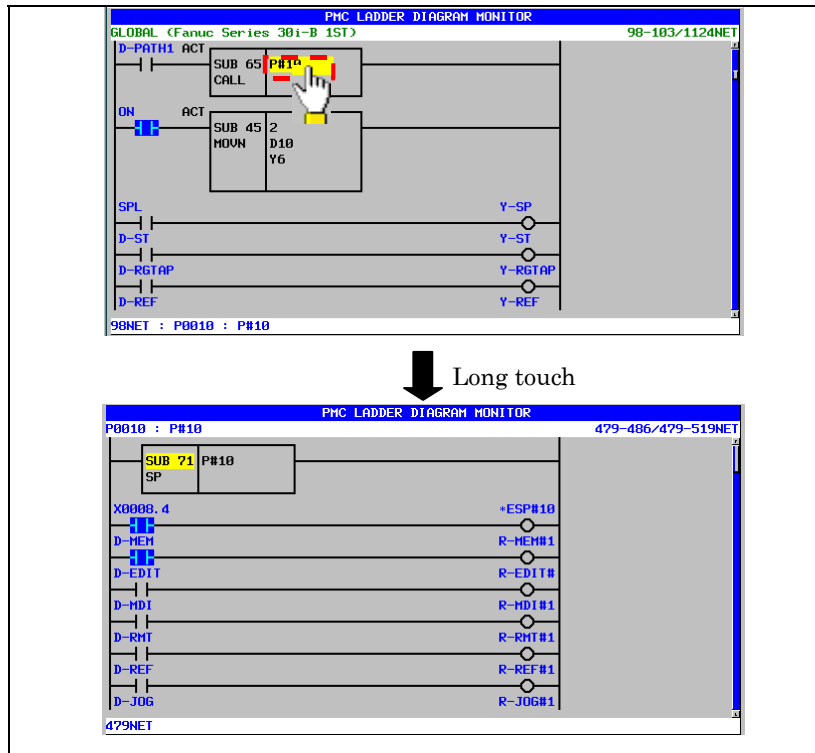 PMC LADDER DIAGRAM MONITOR
GLOBAL (Fanuc Series 30i-B 1ST) 98-103/1124NET
D-PATH1 ACT
SUB 65 P#10
CALL
ON ACT
SUB 45 2
MOVN D10
Y6
SPL Y-SP
D-ST Y-ST
D-RGTAP Y-RGTAP
D-REF Y-REF
98NET : P0010 : P#10
Long touch
PMC LADDER DIAGRAM MONITOR
P0010 : P#10 479-486/479-519NET
SUB 71 P#10
SP
X0008.4 *ESP#10
D-MEM R-MEM#1
D-EDIT R-EDIT#
D-MDI R-MDI#1
D-RMT R-RMT#1
D-REF R-REF#1
D-JOG R-JOG#1
479NET